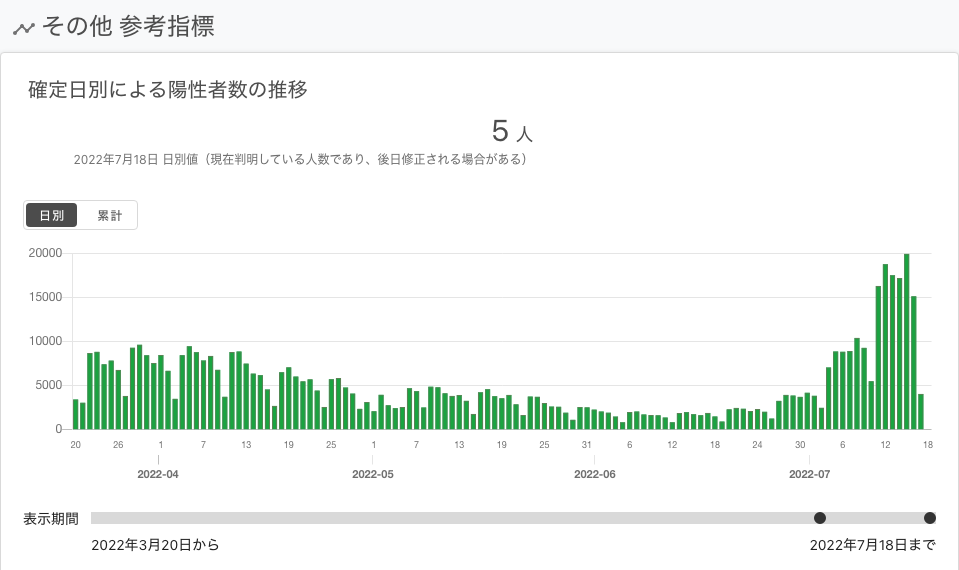 その他 参考指標
確定日別による陽性者数の推移
5 人
2022年7月18日 日別値（現在判明している人数であり、後日修正される場合がある）
日別 累計
20000
15000
10000
5000
0
20 26 1 7 13 19 25 1 7 13 19 25 31 6 12 18 24 30 6 12 18
2022-04 2022-05 2022-06 2022-07
表示期間
2022年3月20日から 2022年7月18日まで